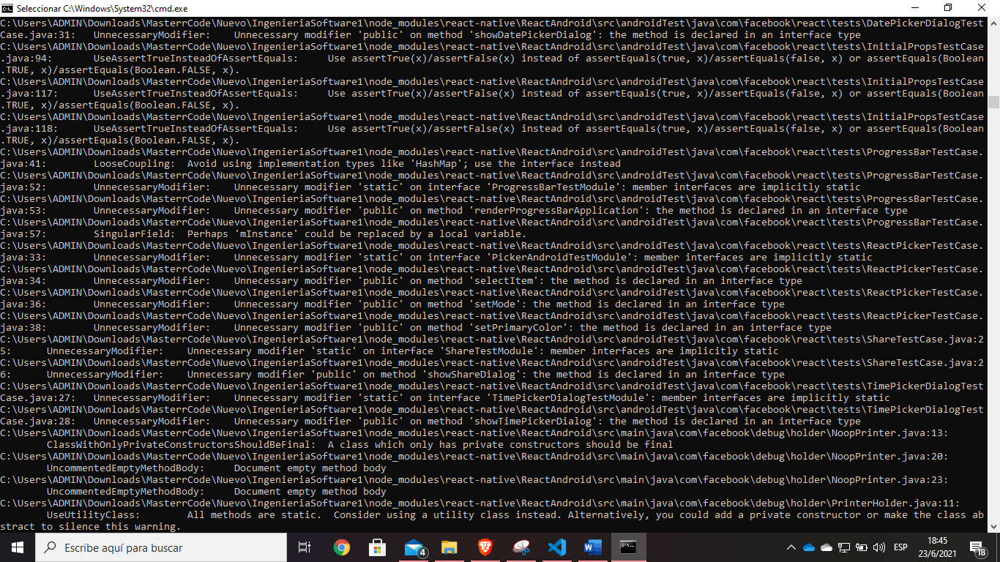 Seleccionar C:\Windows\System32\cmd.exe
C:\Users\ADMIN\Downloads\MasterrCode\Nuevo\IngenieriaSoftware1\node_modules\react-native\ReactAndroid\src\androidTest\java\com\facebook\react\tests\DatePickerDialogTest
Case.java:31:   UnnecessaryModifier:    Unnecessary modifier 'public' on method 'showDatePickerDialog': the method is declared in an interface type
C:\Users\ADMIN\Downloads\MasterrCode\Nuevo\IngenieriaSoftware1\node_modules\react-native\ReactAndroid\src\androidTest\java\com\facebook\react\tests\InitialPropsTestCase
.java:94:       UseAssertTrueInsteadOfAssertEquals:     Use assertTrue(x)/assertFalse(x) instead of assertEquals(true, x)/assertEquals(false, x) or assertEquals(Boolean
.TRUE, x)/assertEquals(Boolean.FALSE, x).
C:\Users\ADMIN\Downloads\MasterrCode\Nuevo\IngenieriaSoftware1\node_modules\react-native\ReactAndroid\src\androidTest\java\com\facebook\react\tests\InitialPropsTestCase
.java:117:      UseAssertTrueInsteadOfAssertEquals:     Use assertTrue(x)/assertFalse(x) instead of assertEquals(true, x)/assertEquals(false, x) or assertEquals(Boolean
.TRUE, x)/assertEquals(Boolean.FALSE, x).
C:\Users\ADMIN\Downloads\MasterrCode\Nuevo\IngenieriaSoftware1\node_modules\react-native\ReactAndroid\src\androidTest\java\com\facebook\react\tests\InitialPropsTestCase
.java:118:      UseAssertTrueInsteadOfAssertEquals:     Use assertTrue(x)/assertFalse(x) instead of assertEquals(true, x)/assertEquals(false, x) or assertEquals(Boolean
.TRUE, x)/assertEquals(Boolean.FALSE, x).
C:\Users\ADMIN\Downloads\MasterrCode\Nuevo\IngenieriaSoftware1\node_modules\react-native\ReactAndroid\src\androidTest\java\com\facebook\react\tests\ProgressBarTestCase.
java:41:        LooseCoupling:  Avoid using implementation types like 'HashMap'; use the interface instead
C:\Users\ADMIN\Downloads\MasterrCode\Nuevo\IngenieriaSoftware1\node_modules\react-native\ReactAndroid\src\androidTest\java\com\facebook\react\tests\ProgressBarTestCase.
java:52:        UnnecessaryModifier:    Unnecessary modifier 'static' on interface 'ProgressBarTestModule': member interfaces are implicitly static
C:\Users\ADMIN\Downloads\MasterrCode\Nuevo\IngenieriaSoftware1\node_modules\react-native\ReactAndroid\src\androidTest\java\com\facebook\react\tests\ProgressBarTestCase.
java:53:        UnnecessaryModifier:    Unnecessary modifier 'public' on method 'renderProgressBarApplication': the method is declared in an interface type
C:\Users\ADMIN\Downloads\MasterrCode\Nuevo\IngenieriaSoftware1\node_modules\react-native\ReactAndroid\src\androidTest\java\com\facebook\react\tests\ProgressBarTestCase.
java:57:        SingularField:  Perhaps 'mInstance' could be replaced by a local variable.
C:\Users\ADMIN\Downloads\MasterrCode\Nuevo\IngenieriaSoftware1\node_modules\react-native\ReactAndroid\src\androidTest\java\com\facebook\react\tests\ReactPickerTestCase.
java:33:        UnnecessaryModifier:    Unnecessary modifier 'static' on interface 'PickerAndroidTestModule': member interfaces are implicitly static
C:\Users\ADMIN\Downloads\MasterrCode\Nuevo\IngenieriaSoftware1\node_modules\react-native\ReactAndroid\src\androidTest\java\com\facebook\react\tests\ReactPickerTestCase.
java:34:        UnnecessaryModifier:    Unnecessary modifier 'public' on method 'selectItem': the method is declared in an interface type
C:\Users\ADMIN\Downloads\MasterrCode\Nuevo\IngenieriaSoftware1\node_modules\react-native\ReactAndroid\src\androidTest\java\com\facebook\react\tests\ReactPickerTestCase.
java:36:        UnnecessaryModifier:    Unnecessary modifier 'public' on method 'setMode': the method is declared in an interface type
C:\Users\ADMIN\Downloads\MasterrCode\Nuevo\IngenieriaSoftware1\node_modules\react-native\ReactAndroid\src\androidTest\java\com\facebook\react\tests\ReactPickerTestCase.
java:38:        UnnecessaryModifier:    Unnecessary modifier 'public' on method 'setPrimaryColor': the method is declared in an interface type
C:\Users\ADMIN\Downloads\MasterrCode\Nuevo\IngenieriaSoftware1\node_modules\react-native\ReactAndroid\src\androidTest\java\com\facebook\react\tests\ShareTestCase.java:2
5:      UnnecessaryModifier:    Unnecessary modifier 'static' on interface 'ShareTestModule': member interfaces are implicitly static
C:\Users\ADMIN\Downloads\MasterrCode\Nuevo\IngenieriaSoftware1\node_modules\react-native\ReactAndroid\src\androidTest\java\com\facebook\react\tests\ShareTestCase.java:2
6:      UnnecessaryModifier:    Unnecessary modifier 'public' on method 'showShareDialog': the method is declared in an interface type
C:\Users\ADMIN\Downloads\MasterrCode\Nuevo\IngenieriaSoftware1\node_modules\react-native\ReactAndroid\src\androidTest\java\com\facebook\react\tests\TimePickerDialogTest
Case.java:27:   UnnecessaryModifier:    Unnecessary modifier 'static' on interface 'TimePickerDialogTestModule': member interfaces are implicitly static
C:\Users\ADMIN\Downloads\MasterrCode\Nuevo\IngenieriaSoftware1\node_modules\react-native\ReactAndroid\src\androidTest\java\com\facebook\react\tests\TimePickerDialogTest
Case.java:28:   UnnecessaryModifier:    Unnecessary modifier 'public' on method 'showTimePickerDialog': the method is declared in an interface type
C:\Users\ADMIN\Downloads\MasterrCode\Nuevo\IngenieriaSoftware1\node_modules\react-native\ReactAndroid\src\main\java\com\facebook\debug\holder\NoopPrinter.java:13:
        ClassWithOnlyPrivateConstructorsShouldBeFinal:  A class which only has private constructors should be final
C:\Users\ADMIN\Downloads\MasterrCode\Nuevo\IngenieriaSoftware1\node_modules\react-native\ReactAndroid\src\main\java\com\facebook\debug\holder\NoopPrinter.java:20:
        UncommentedEmptyMethodBody:     Document empty method body
C:\Users\ADMIN\Downloads\MasterrCode\Nuevo\IngenieriaSoftware1\node_modules\react-native\ReactAndroid\src\main\java\com\facebook\debug\holder\NoopPrinter.java:23:
        UncommentedEmptyMethodBody:     Document empty method body
C:\Users\ADMIN\Downloads\MasterrCode\Nuevo\IngenieriaSoftware1\node_modules\react-native\ReactAndroid\src\main\java\com\facebook\debug\holder\PrinterHolder.java:11:
        UseUtilityClass:        All methods are static.  Consider using a utility class instead. Alternatively, you could add a private constructor or make the class ab
stract to silence this warning.
Escribe aquí para buscar
4
ESP
18:45
23/6/2021
18